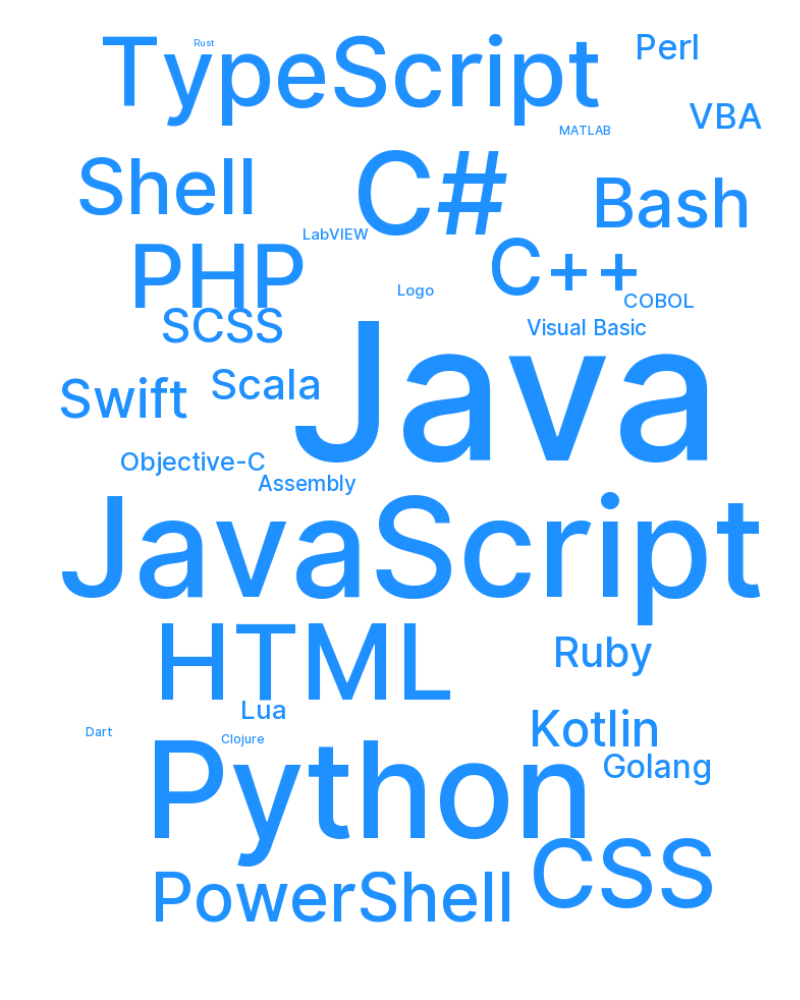 Rust
TypeScript
Perl
VBA
MATLAB
Shell
C#
Bash
LabVIEW
PHP
C++
Logo
COBOL
SCSS
Visual Basic
Java
Swift
Scala
Objective-C
Assembly
JavaScript
HTML
Ruby
Lua
Kotlin
Dart
Clojure
Python
Golang
CSS
PowerShell